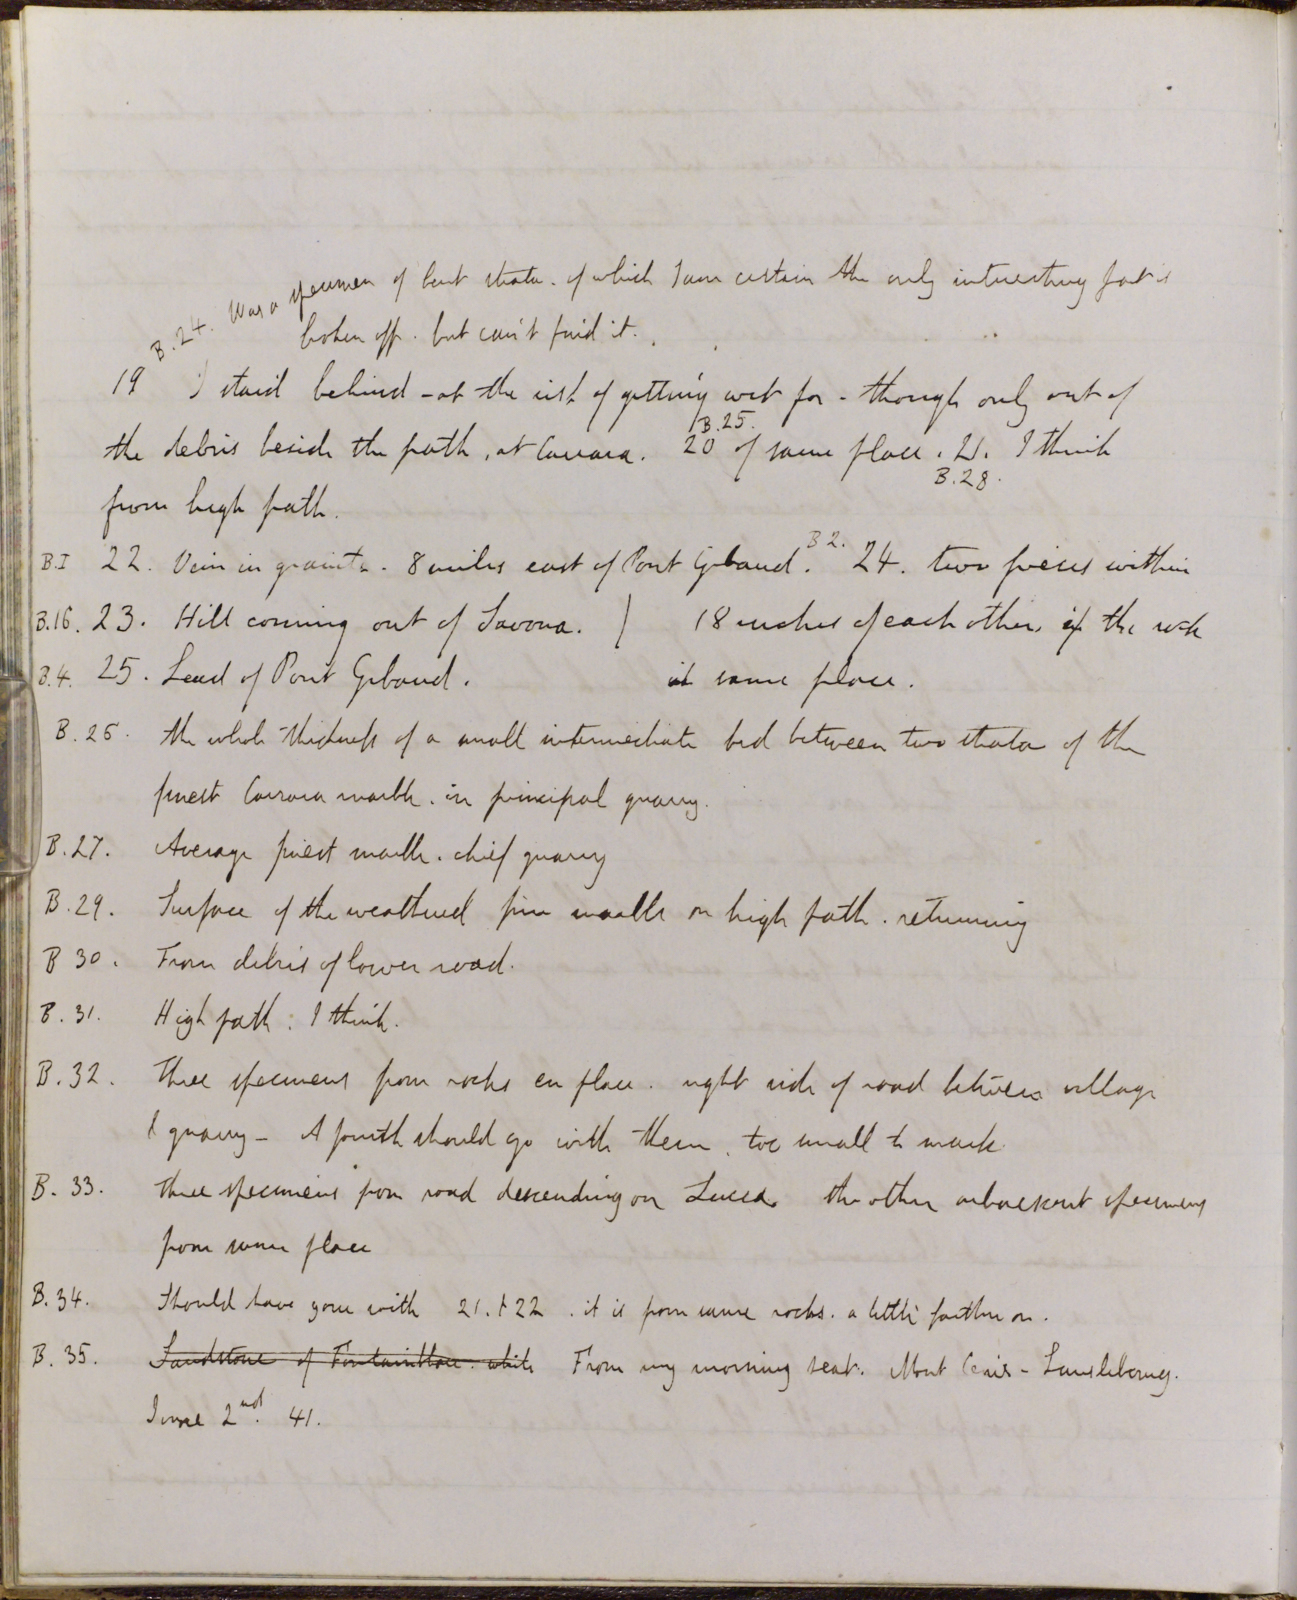 B.24. Was a specimen of bent strata. of which I am certain the only interesting part is
broken off. but can't find it.
19 I staid behind - at the risk of getting wet for - though only out of
the debris beside the path, at Carrara. 20 B.25. of same place. 21. I think
B.28.
from high path.
B.I 22. Vein in granite. 8 miles east of Pont Gibaud. B2. 24. two pieces within
B.16. 23. Hill coming out of Savona. / 18 inches of each other, if the rock
B.4. 25. Lead of Pont Gibaud. in same place.
B.26. the whole thickness of a small intermediate bed between two strata of the
finest Carrara marble. in principal quarry.
B.27. Average finest marble. chief quarry
B.29. Surface of the weathered fine marble on high path. returning
B 30. From debris of lower road.
B.31. High path. I think.
B.32. Three specimens from rocks en place. right side of road between village
& quarry - A fourth should go with them, too small to mark.
B.33. three specimens from road descending on Lucca. the other arborescent specimens
from same place
B.34. Should have gone with 21. & 22. it is from same rocks. a little farther on.
B.35. Sandstone of Fontainbleau. white From my morning seat. Mont Cenis - Lanslebourg.
June 2nd. 41.